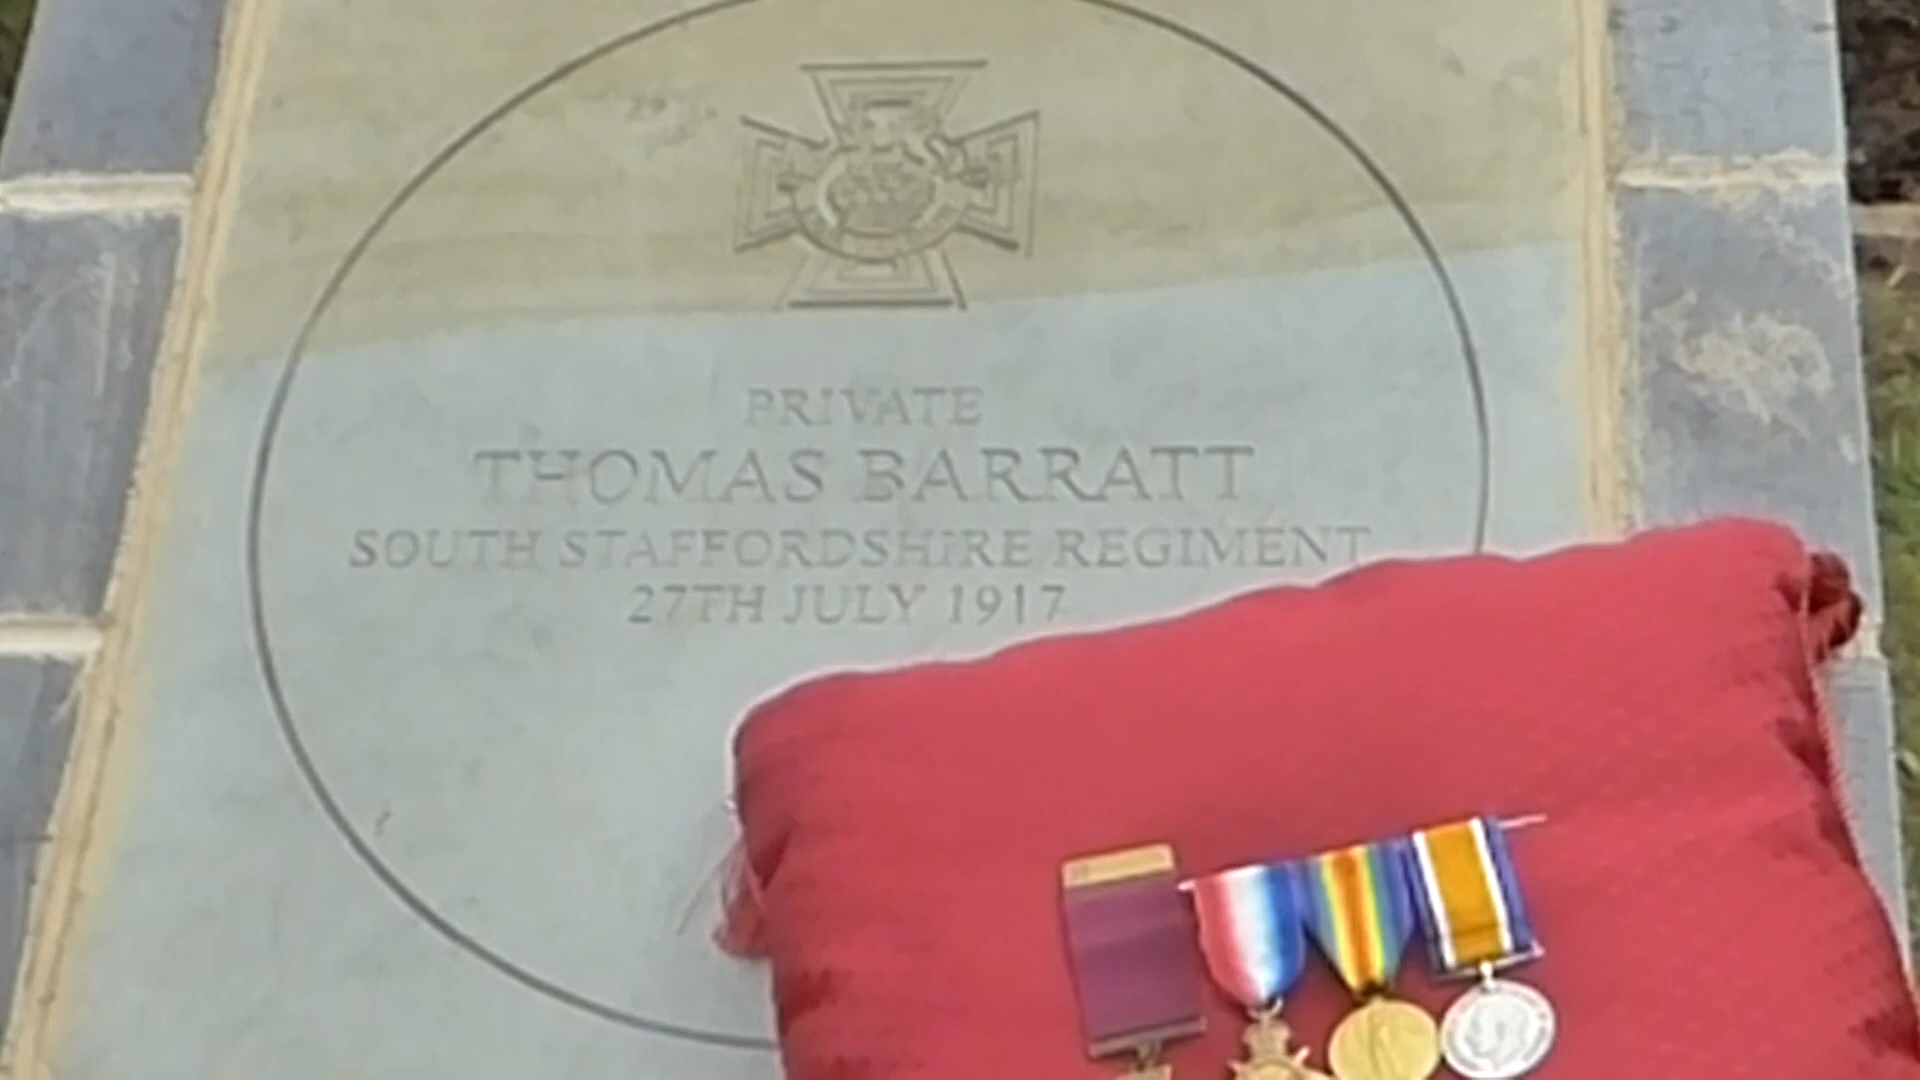 PRIVATE
THOMAS BARRATT
SOUTH STAFFORDSHIRE REGIMENT
27TH JULY 1917